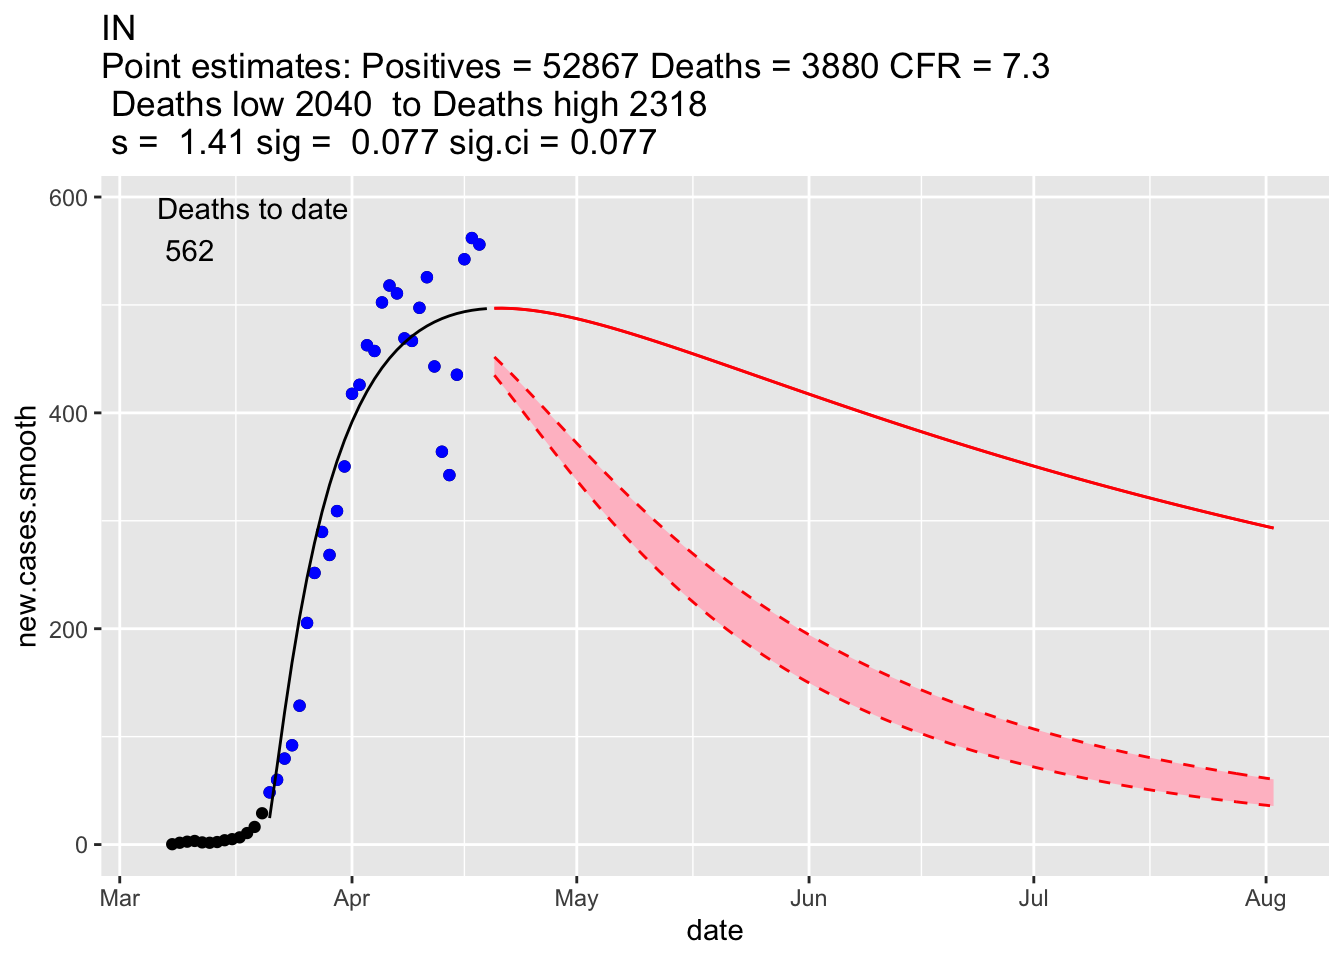 IN
Point estimates: Positives = 52867 Deaths = 3880 CFR = 7.3
Deaths low 2040  to Deaths high 2318
s =  1.41 sig =  0.077 sig.ci = 0.077
600
Deaths to date
562
400
200
0
new.cases.smooth
Mar
Apr
May
Jun
Jul
Aug
date